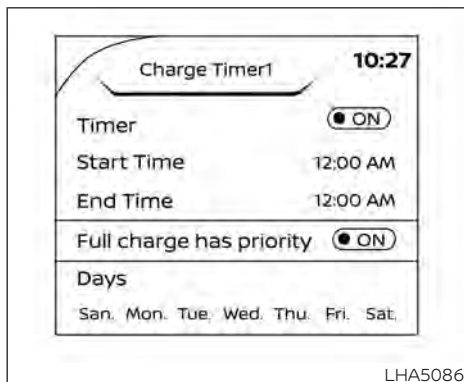 Charge Timer1 10:27
Timer ON
Start Time 12:00 AM
End Time 12:00 AM
Full charge has priority ON
Days
San. Mon. Tue. Wed. Thu. Fri. Sat.
LHA5086